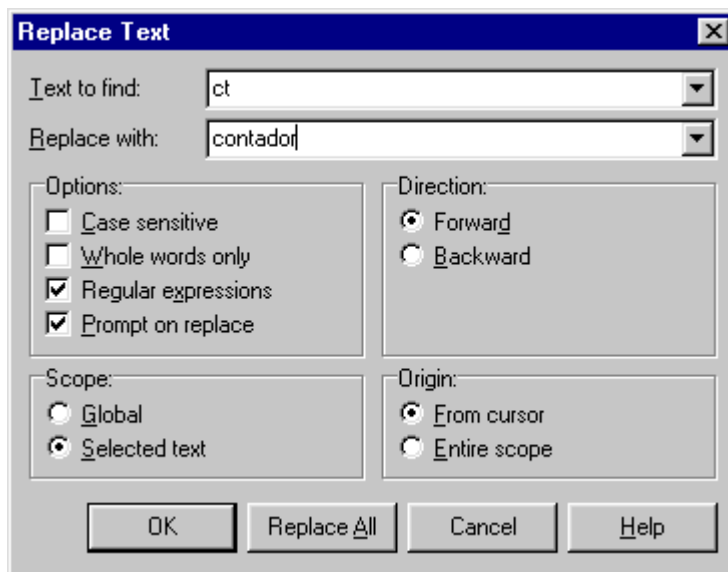 Replace Text
Text to find: ct
Replace with: contador
Options:
Case sensitive
Whole words only
Regular expressions
Prompt on replace
Direction:
Forward
Backward
Scope:
Global
Selected text
Origin:
From cursor
Entire scope
OK Replace All Cancel Help